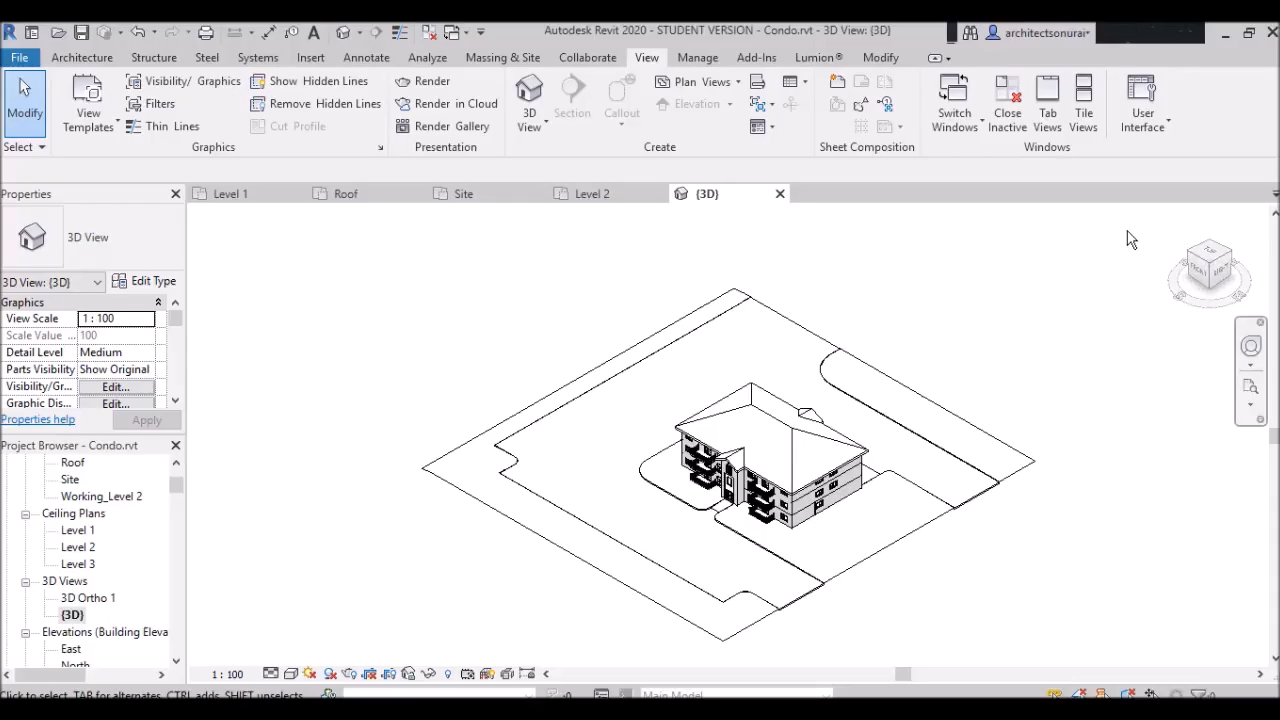 Autodesk Revit 2020 - STUDENT VERSION - Condo.rvt - 3D View: {3D}
architectsonurai
File Architecture Structure Steel Systems Insert Annotate Analyze Massing & Site Collaborate View Manage Add-Ins Lumion® Modify
Modify
Select
View
Templates
Visibility/ Graphics
Filters
Thin Lines
Show Hidden Lines
Remove Hidden Lines
Cut Profile
Graphics
Render
Render in Cloud
Render Gallery
Presentation
3D
View
Section
Callout
Plan Views
Elevation
Create
Sheet Composition
Switch
Windows
Close
Inactive
Tab
Views
Tile
Views
Windows
User
Interface
Properties
Level 1
Roof
Site
Level 2
{3D}
3D View
3D View: {3D}
Edit Type
Graphics
View Scale 1 : 100
Scale Value ... 100
Detail Level Medium
Parts Visibility Show Original
Visibility/Gr... Edit...
Graphic Dis... Edit...
Properties help Apply
Project Browser - Condo.rvt
Roof
Site
Working_Level 2
Ceiling Plans
Level 1
Level 2
Level 3
3D Views
3D Ortho 1
{3D}
Elevations (Building Eleva
East
North
TOP
1 : 100
Click to select, TAB for alternates, CTRL adds, SHIFT unselects.
:0
Main Model